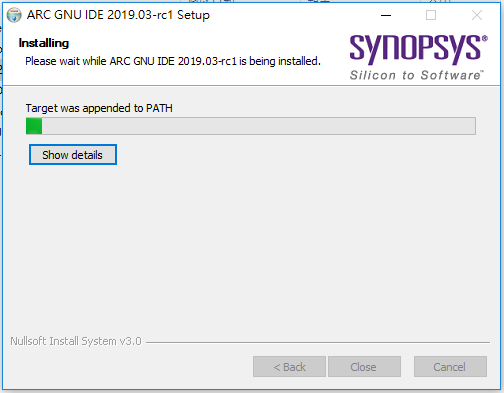 ARC GNU IDE 2019.03-rc1 Setup
Installing
Please wait while ARC GNU IDE 2019.03-rc1 is being installed.
SYNOPSYS®
Silicon to Software™
Target was appended to PATH
Show details
Nullsoft Install System v3.0
< Back
Close
Cancel